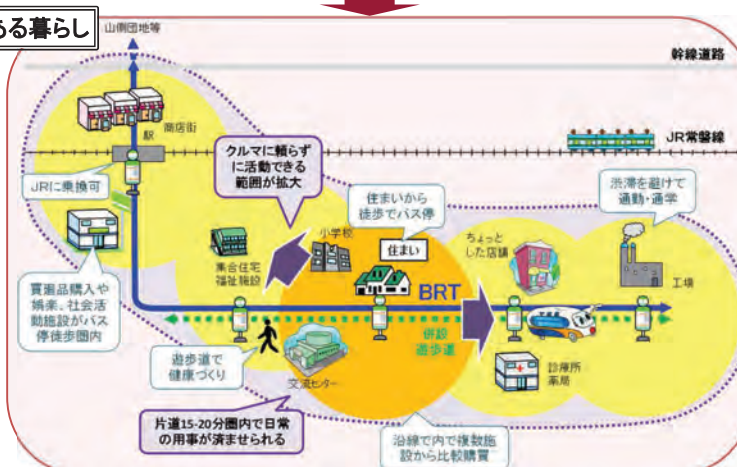 ある暮らし
山側団地等
幹線道路
商店街
駅
JR常磐線
クルマに頼らず
に活動できる
範囲が拡大
JRに乗換可
住まいから
徒歩でバス停
渋滞を避けて
通勤・通学
小学校
住まい
ちょっと
した店舗
集合住宅
福祉施設
工場
BRT
買回品購入や
娯楽、社会活
動施設がバス
停徒歩圏内
併設
遊歩道
遊歩道で
健康づくり
交流センター
診療所
薬局
片道15-20分圏内で日常
の用事が済ませられる
沿線で内で複数施
設から比較購買